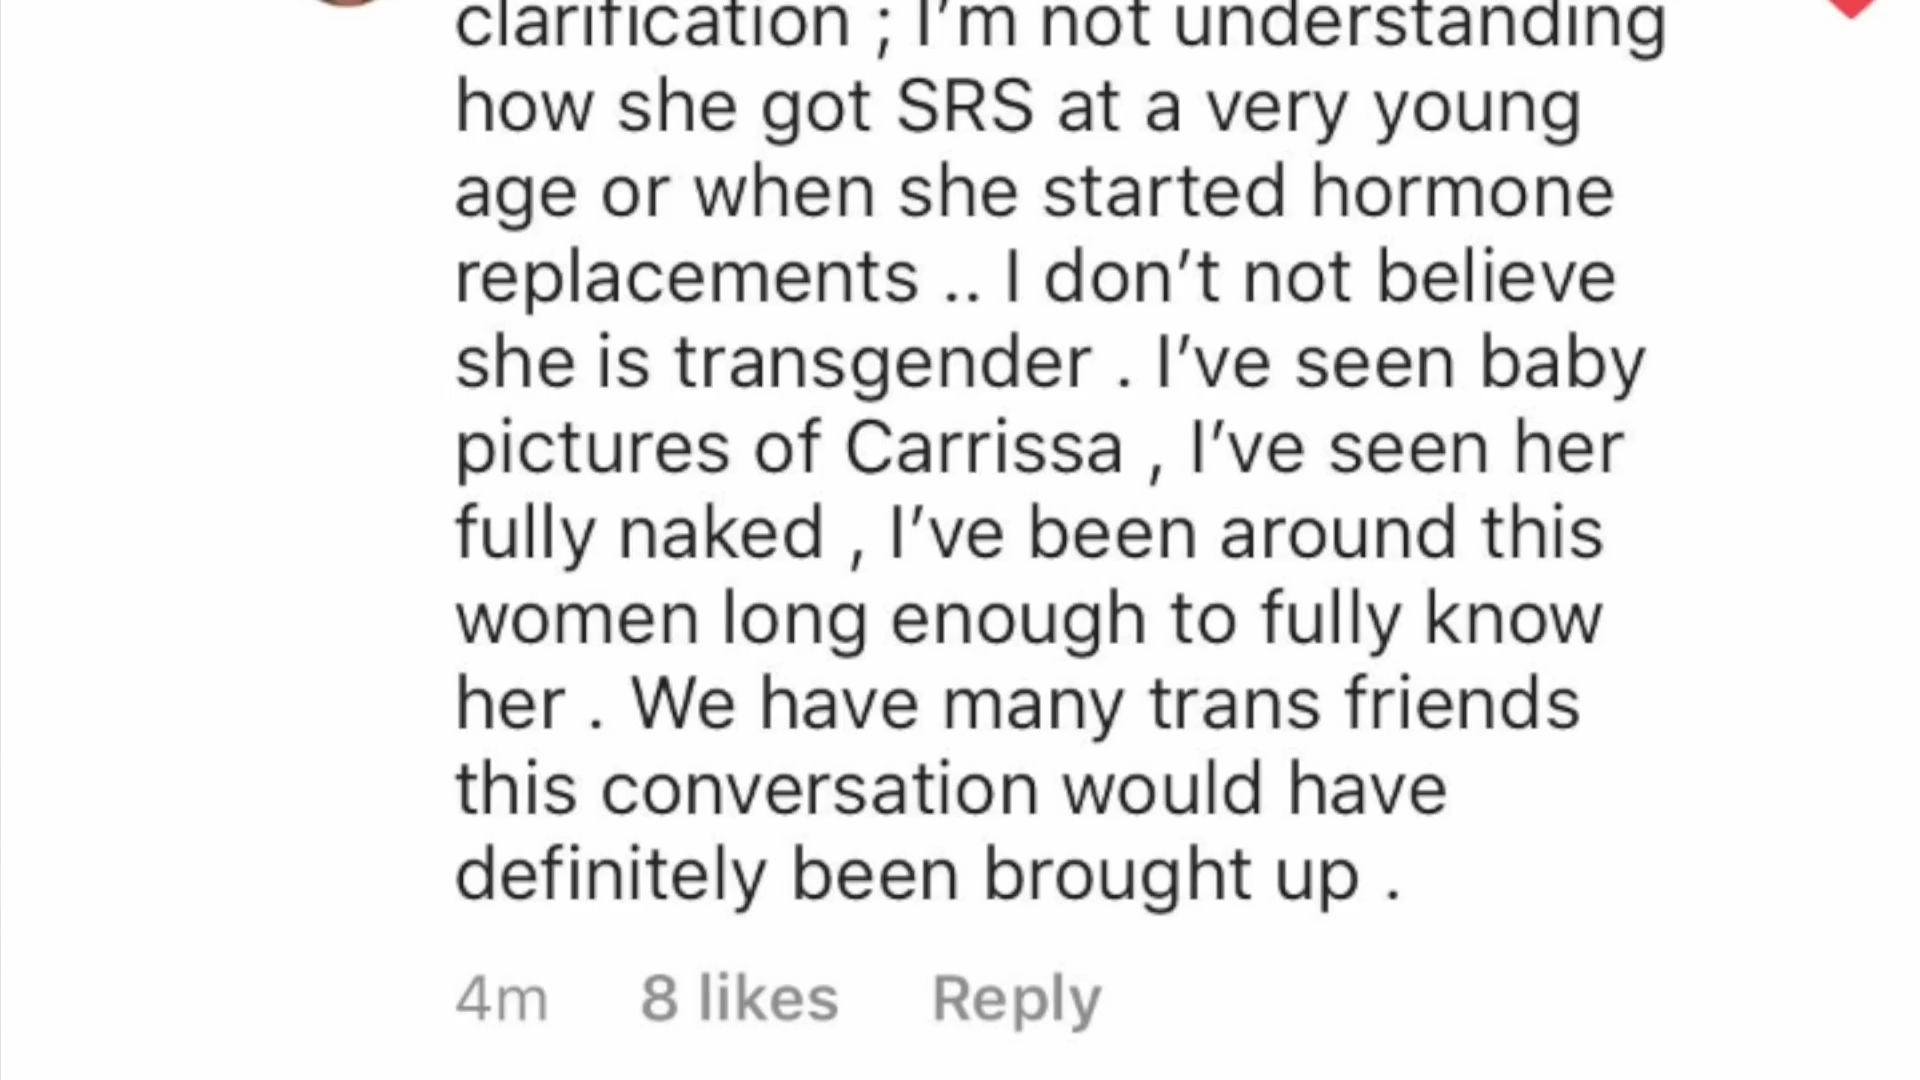 clarification ; I'm not understanding
how she got SRS at a very young
age or when she started hormone
replacements .. I don't not believe
she is transgender . I've seen baby
pictures of Carrissa , I've seen her
fully naked , I've been around this
women long enough to fully know
her . We have many trans friends
this conversation would have
definitely been brought up .
4m 8 likes Reply